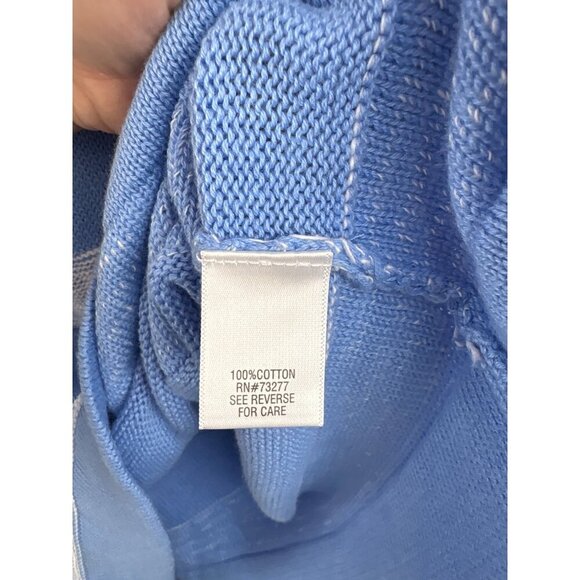 100%COTTON
RN#73277
SEE REVERSE
FOR CARE